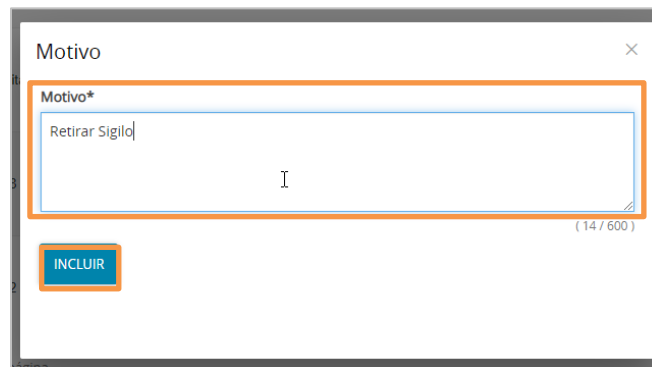 Motivo
Motivo*
Retirar Sigilo
( 14 / 600 )
INCLUIR